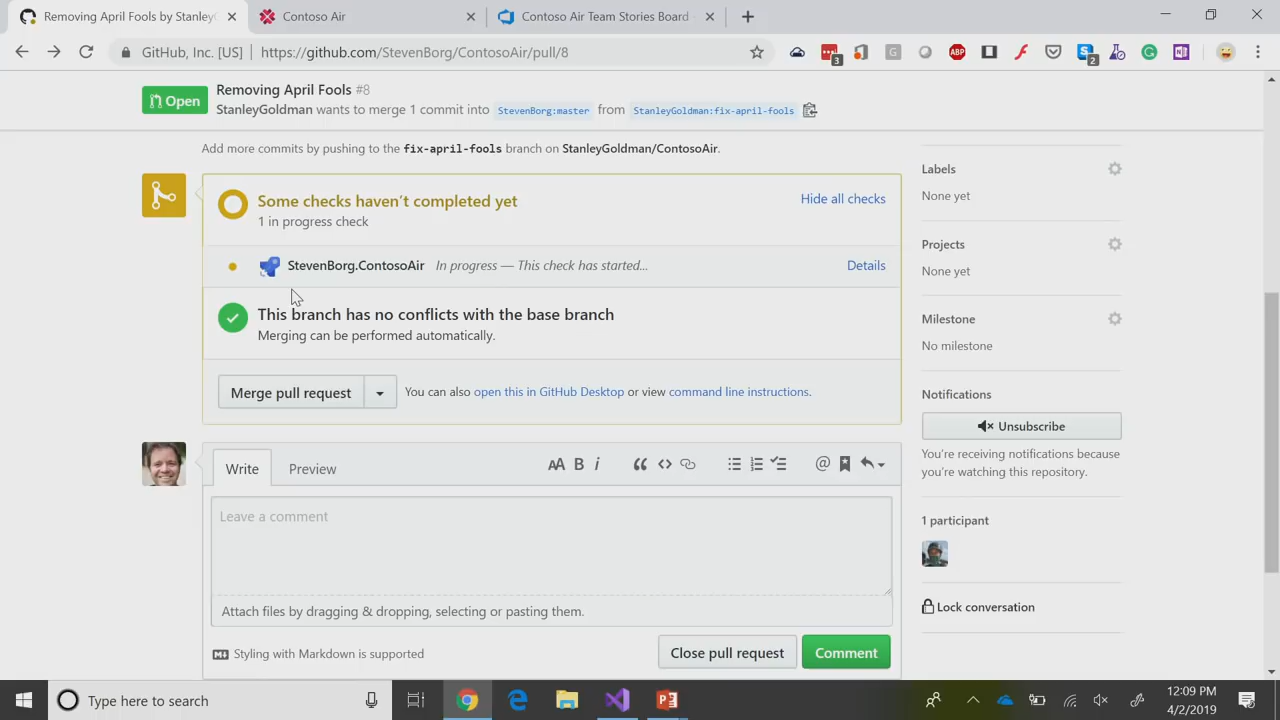 Removing April Fools by StanleyG
Contoso Air
Contoso Air Team Stories Board
GitHub, Inc. [US]
https://github.com/StevenBorg/ContosoAir/pull/8
3
ABP
2
Open
Removing April Fools #8
StanleyGoldman wants to merge 1 commit into StevenBorg:master from StanleyGoldman:fix-april-fools
Add more commits by pushing to the fix-april-fools branch on StanleyGoldman/ContosoAir.
Some checks haven't completed yet
1 in progress check
Hide all checks
StevenBorg.ContosoAir In progress — This check has started...
Details
This branch has no conflicts with the base branch
Merging can be performed automatically.
Merge pull request
You can also open this in GitHub Desktop or view command line instructions.
Write
Preview
Leave a comment
Attach files by dragging & dropping, selecting or pasting them.
Styling with Markdown is supported
Close pull request
Comment
Labels
None yet
Projects
None yet
Milestone
No milestone
Notifications
Unsubscribe
You're receiving notifications because
you're watching this repository.
1 participant
Lock conversation
Type here to search
12:09 PM
4/2/2019